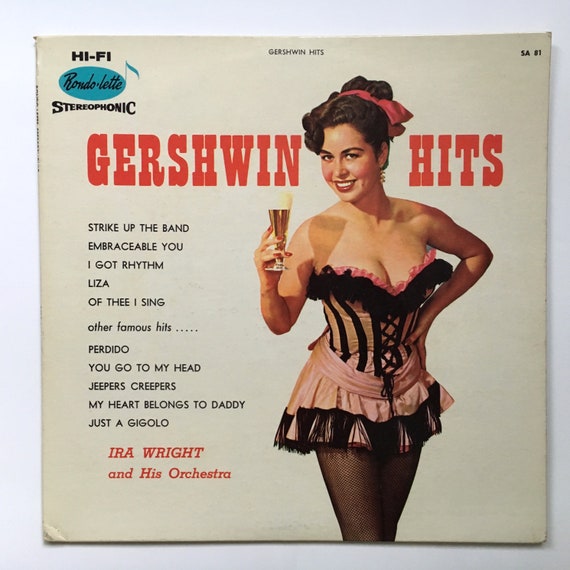 GERSHWIN HITS
SA 81
HI-FI
Rondo-lette
STEREOPHONIC
GERSHWIN HITS
STRIKE UP THE BAND
EMBRACEABLE YOU
I GOT RHYTHM
LIZA
OF THEE I SING
other famous hits .....
PERDIDO
YOU GO TO MY HEAD
JEEPERS CREEPERS
MY HEART BELONGS TO DADDY
JUST A GIGOLO
IRA WRIGHT
and His Orchestra